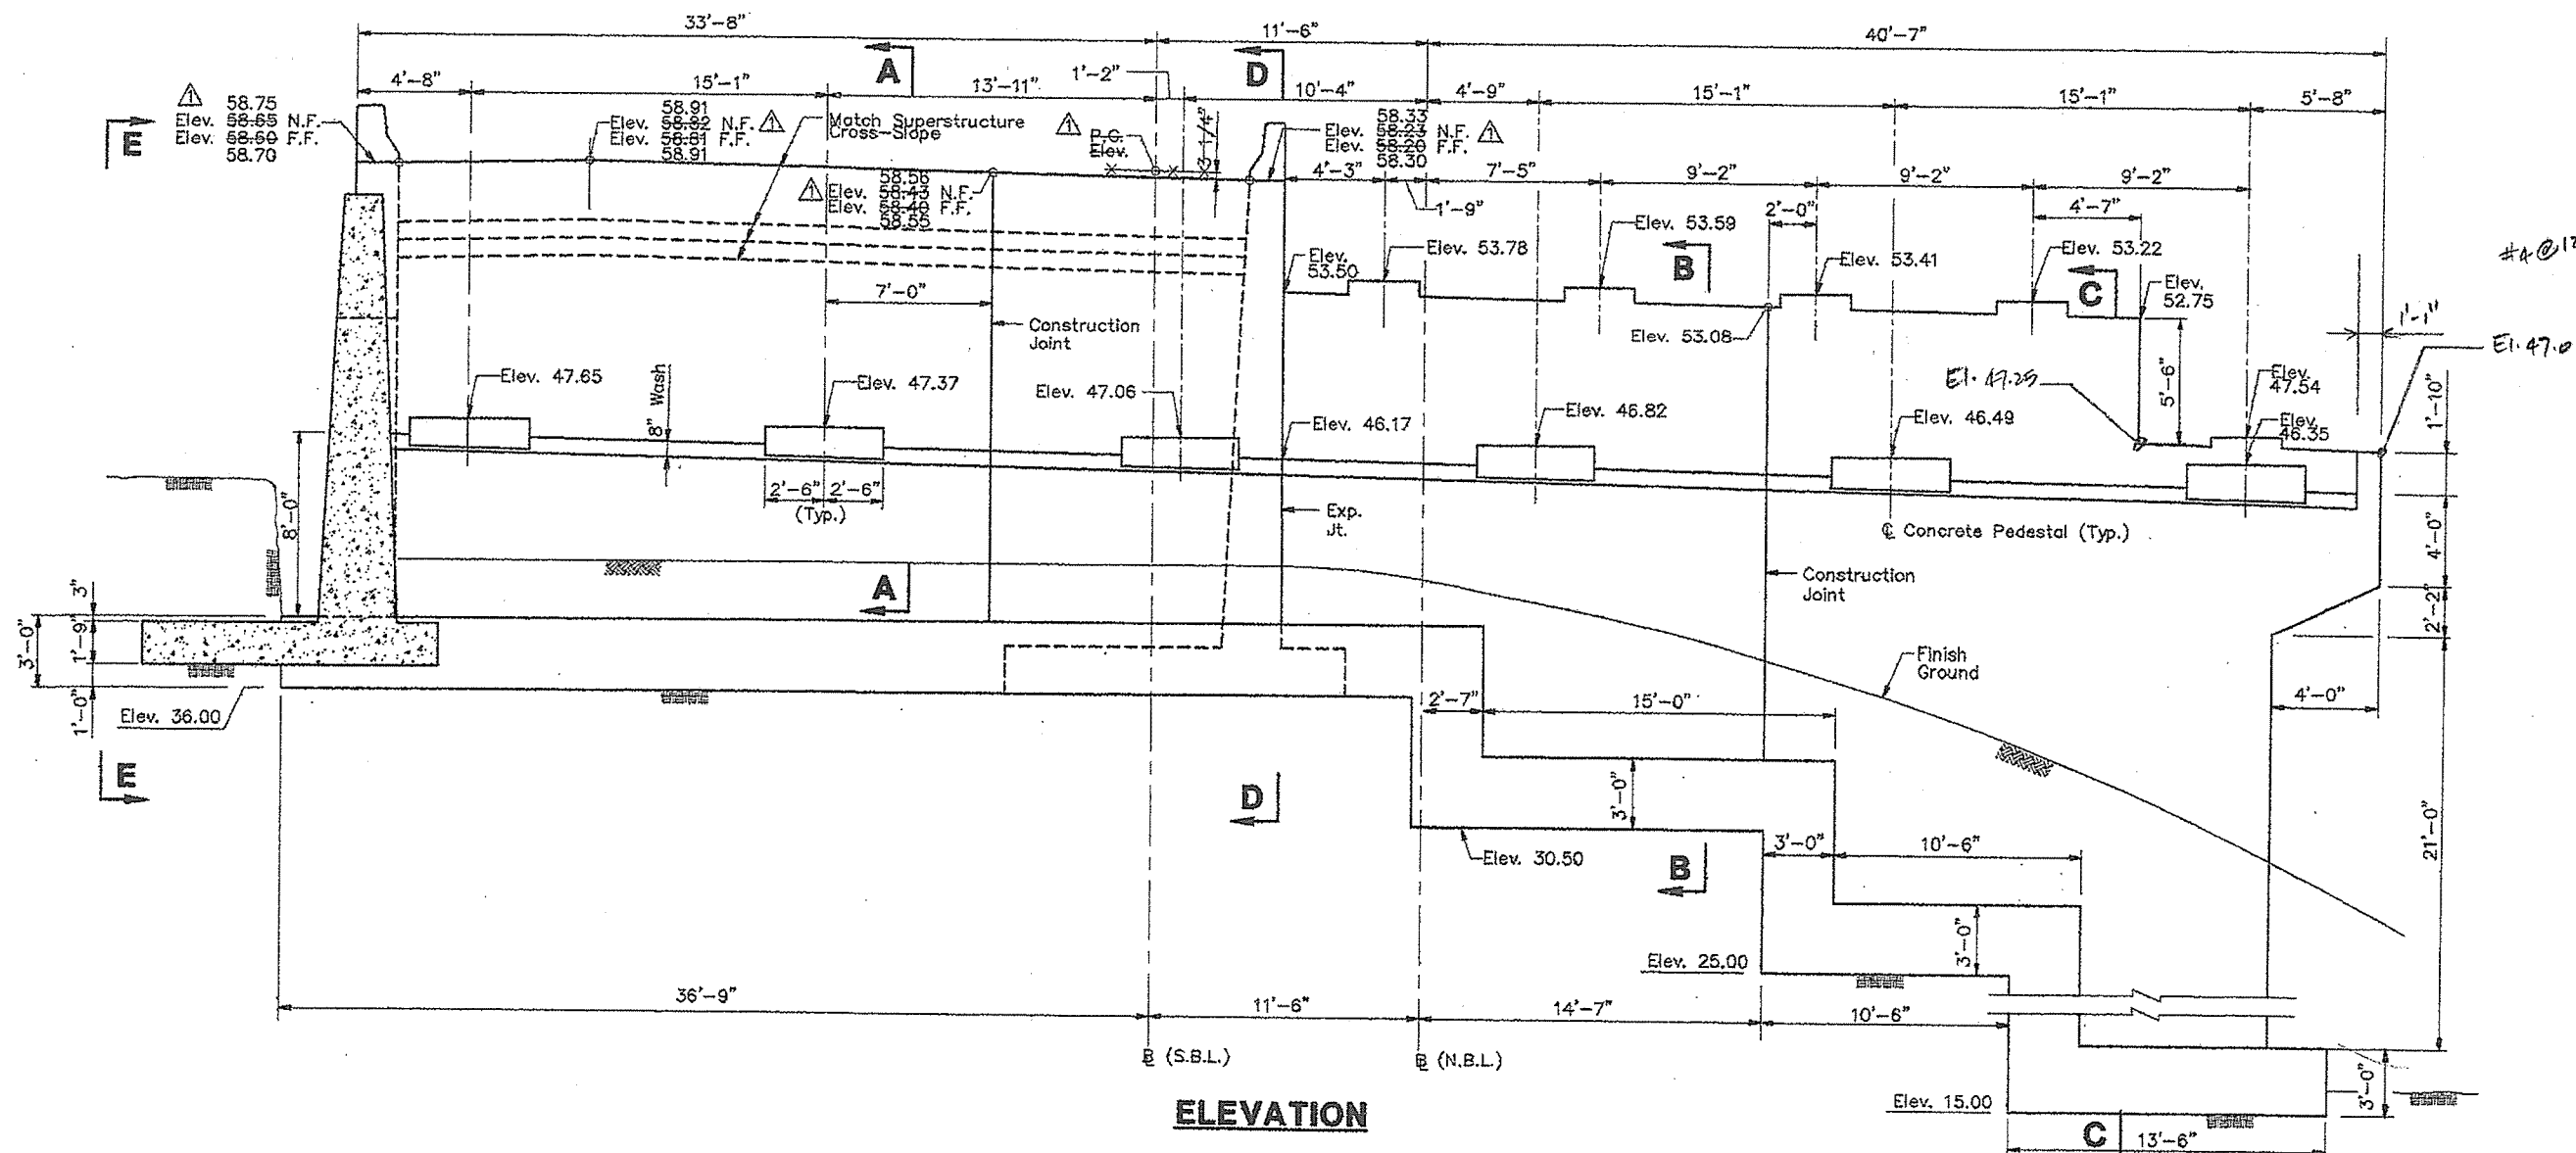 33'-8"
11'-6"
40'-7"
A
D
1'-2"
4'-8"
15'-1"
13'-11"
10'-4"
4'-9"
15'-1"
15'-1"
5'-8"
E
1
58.75
Elev. 58.65 N.F.
Elev. 58.60 F.F.
58.70
58.91
Elev. 58.82 N.F. 1
Elev. 58.81 F.F.
58.91
Match Superstructure
Cross-Slope
1
P.G.
Elev.
3 1/4"
58.33
Elev. 58.23 N.F. 1
Elev. 58.20 F.F.
58.30
58.56
1 Elev. 58.43 N.F.
Elev. 58.40 F.F.
58.55
4'-3"
1'-9"
7'-5"
9'-2"
9'-2"
9'-2"
2'-0"
4'-7"
Elev.
53.50
Elev. 53.78
Elev. 53.59
B
Elev. 53.41
Elev. 53.22
C
Elev.
52.75
#4 @
1'-1"
7'-0"
Construction
Joint
Elev. 53.08
El. 47.25
5'-6"
Elev.
47.54
Elev.
46.35
1'-10"
Elev. 47.65
8" Wash
Elev. 47.37
Elev. 47.06
Elev. 46.17
Elev. 46.82
Elev. 46.49
8'-0"
2'-6"
2'-6"
(Typ.)
Exp.
Jt.
℄ Concrete Pedestal (Typ.)
4'-0"
A
Construction
Joint
2'-2"
3"
3'-0"
1'-9"
1'-0"
Elev. 36.00
Finish
Ground
2'-7"
15'-0"
4'-0"
E
D
3'-0"
Elev. 30.50
B
3'-0"
10'-6"
21'-0"
3'-0"
Elev. 25.00
36'-9"
11'-6"
14'-7"
10'-6"
B (S.B.L.)
B (N.B.L.)
ELEVATION
Elev. 15.00
3'-0"
C
13'-6"